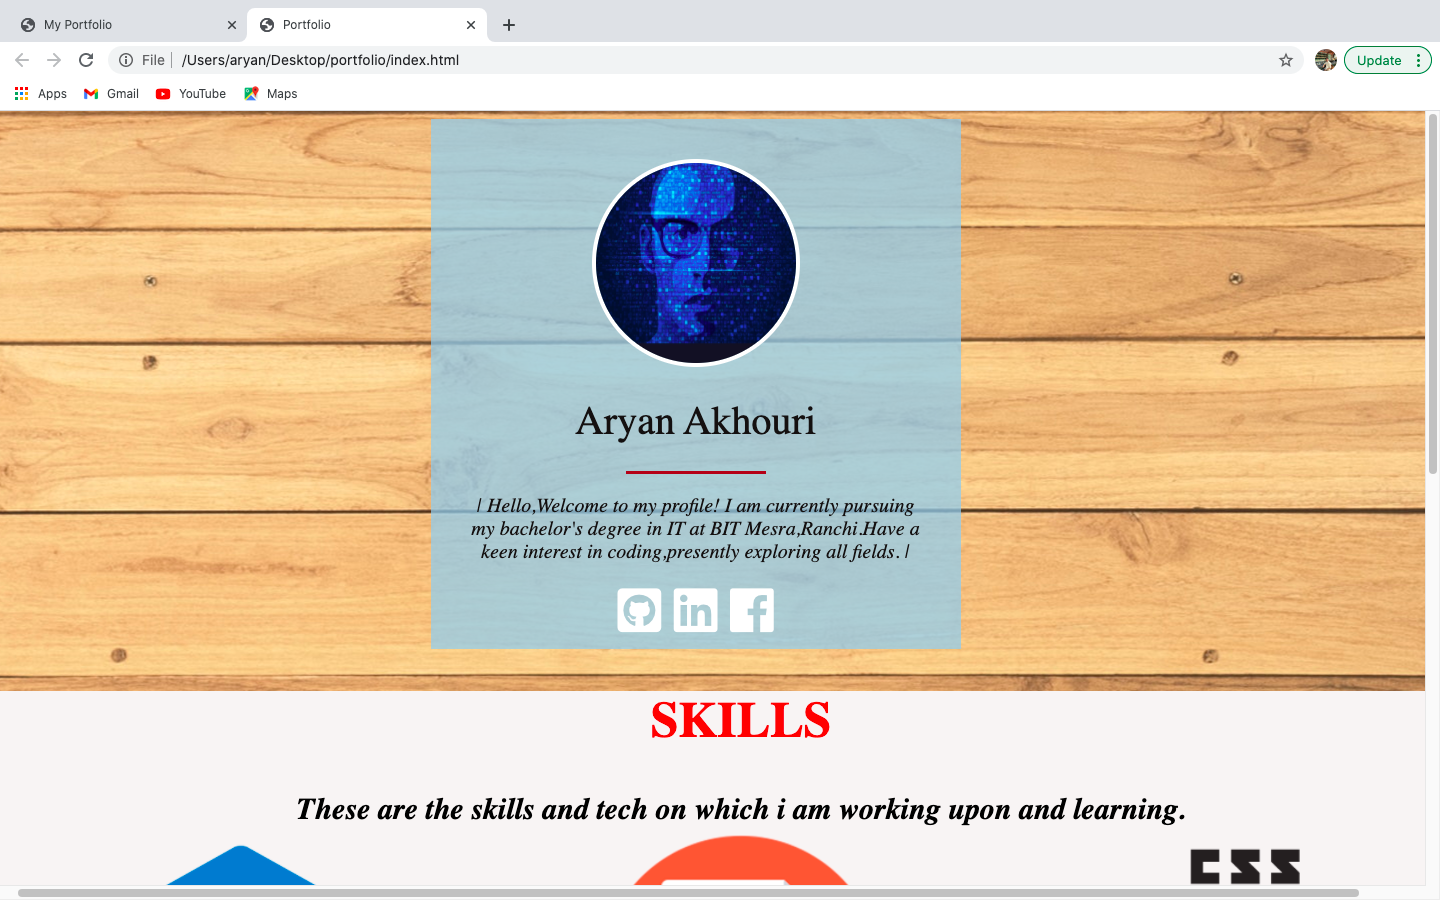 My Portfolio
Portfolio
File
/Users/aryan/Desktop/portfolio/index.html
Update
Apps
Gmail
YouTube
Maps
Aryan Akhouri
| Hello,Welcome to my profile! I am currently pursuing
my bachelor's degree in IT at BIT Mesra,Ranchi.Have a
keen interest in coding,presently exploring all fields. |
in
f
SKILLS
These are the skills and tech on which i am working upon and learning.
CSS